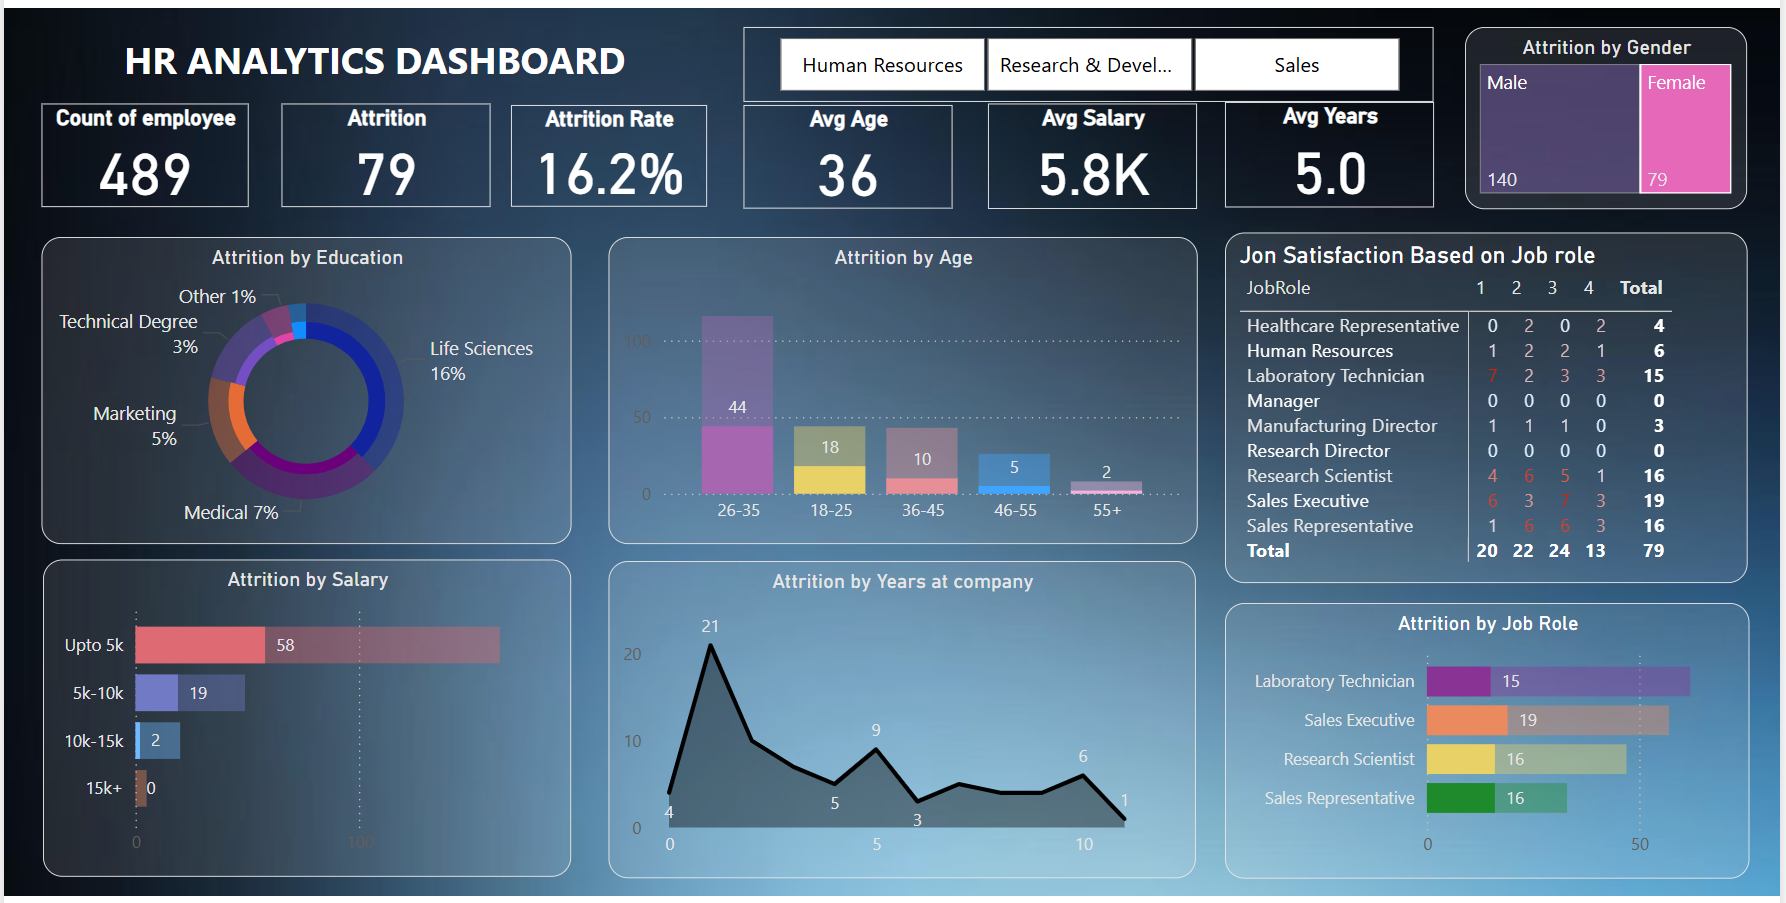 HR ANALYTICS DASHBOARD
Human Resources
Research & Devel...
Sales
Count of employee
489
Attrition
79
Attrition Rate
16.2%
Avg Age
36
Avg Salary
5.8K
Avg Years
5.0
Attrition by Gender
Male
140
Female
79
Attrition by Education
Other 1%
Technical Degree
3%
Marketing
5%
Medical 7%
Life Sciences
16%
Attrition by Age
100
50
0
44
18
10
5
2
26-35
18-25
36-45
46-55
55+
Jon Satisfaction Based on Job role
JobRole 1 2 3 4 Total
Healthcare Representative 0 2 0 2 4
Human Resources 1 2 2 1 6
Laboratory Technician 7 2 3 3 15
Manager 0 0 0 0 0
Manufacturing Director 1 1 1 0 3
Research Director 0 0 0 0 0
Research Scientist 4 6 5 1 16
Sales Executive 6 3 7 3 19
Sales Representative 1 6 6 3 16
Total 20 22 24 13 79
Attrition by Salary
Upto 5k 58
5k-10k 19
10k-15k 2
15k+ 0
0 100
Attrition by Years at company
20
10
0
21
4
5
9
3
6
1
0 5 10
Attrition by Job Role
Laboratory Technician 15
Sales Executive 19
Research Scientist 16
Sales Representative 16
0 50